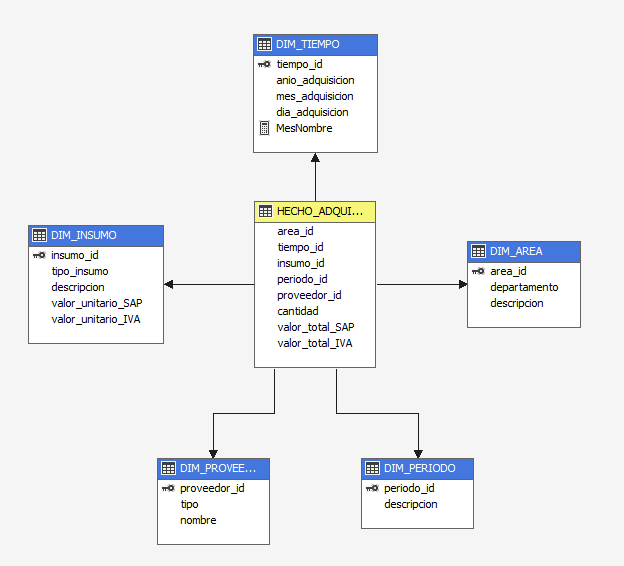 DIM_TIEMPO
tiempo_id
anio_adquisicion
mes_adquisicion
dia_adquisicion
MesNombre
HECHO_ADQUI...
area_id
tiempo_id
insumo_id
periodo_id
proveedor_id
cantidad
valor_total_SAP
valor_total_IVA
DIM_INSUMO
insumo_id
tipo_insumo
descripcion
valor_unitario_SAP
valor_unitario_IVA
DIM_AREA
area_id
departamento
descripcion
DIM_PROVEE...
proveedor_id
tipo
nombre
DIM_PERIODO
periodo_id
descripcion